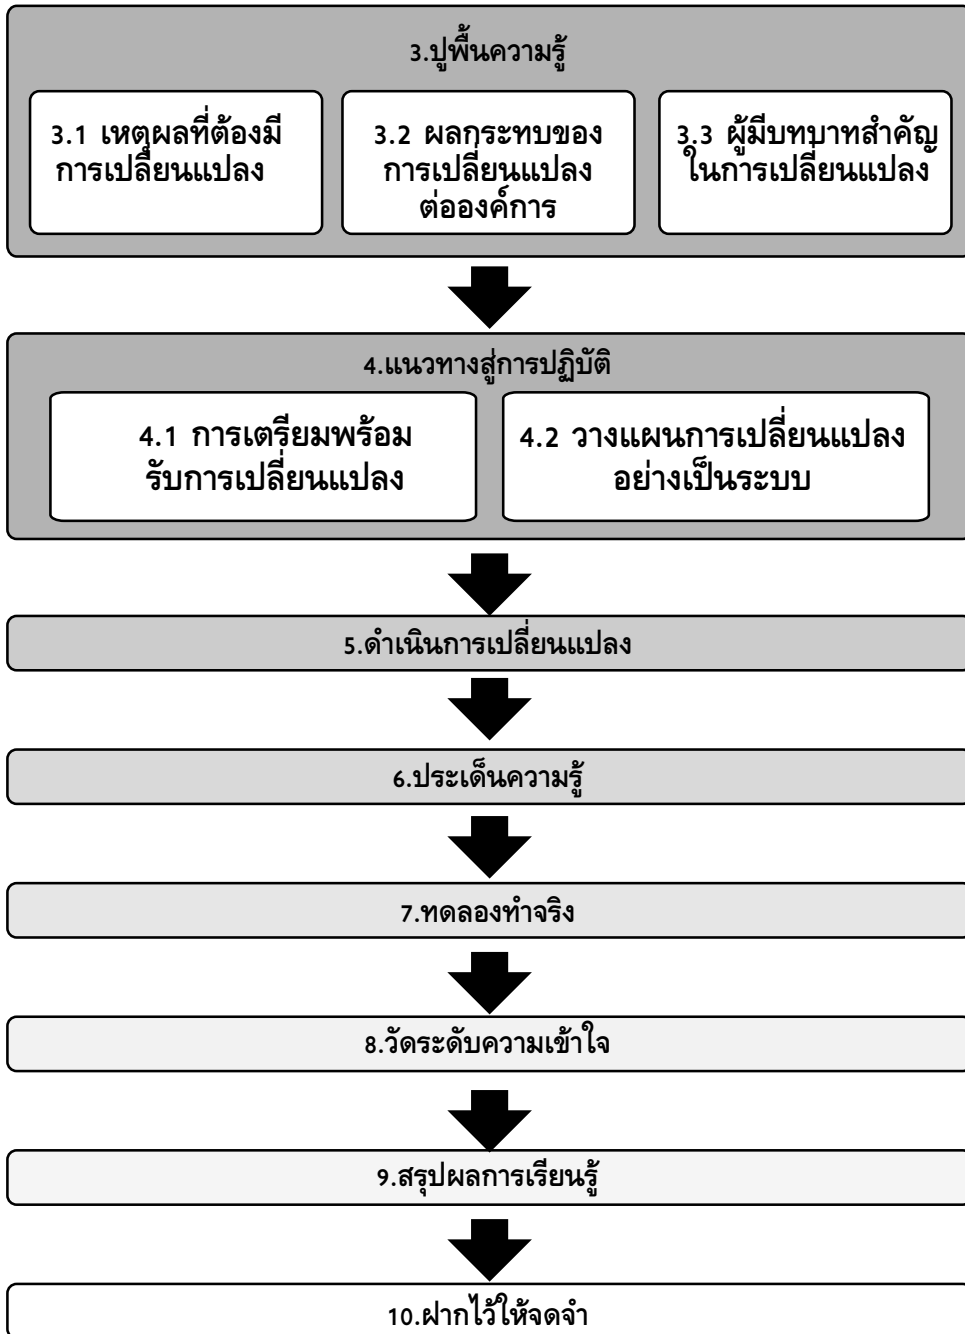 3.ปูพื้นความรู้
3.1 เหตุผลที่ต้องมี
การเปลี่ยนแปลง
3.2 ผลกระทบของ
การเปลี่ยนแปลง
ต่อองค์การ
3.3 ผู้มีบทบาทสำคัญ
ในการเปลี่ยนแปลง
4.แนวทางสู่การปฏิบัติ
4.1 การเตรียมพร้อม
รับการเปลี่ยนแปลง
4.2 วางแผนการเปลี่ยนแปลง
อย่างเป็นระบบ
5.ดำเนินการเปลี่ยนแปลง
6.ประเด็นความรู้
7.ทดลองทำจริง
8.วัดระดับความเข้าใจ
9.สรุปผลการเรียนรู้
10.ฝากไว้ให้จดจำ